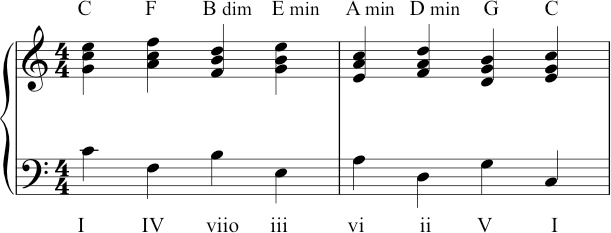 C F B dim E min A min D min G C
4 4
4 4
I IV viio iii vi ii V I